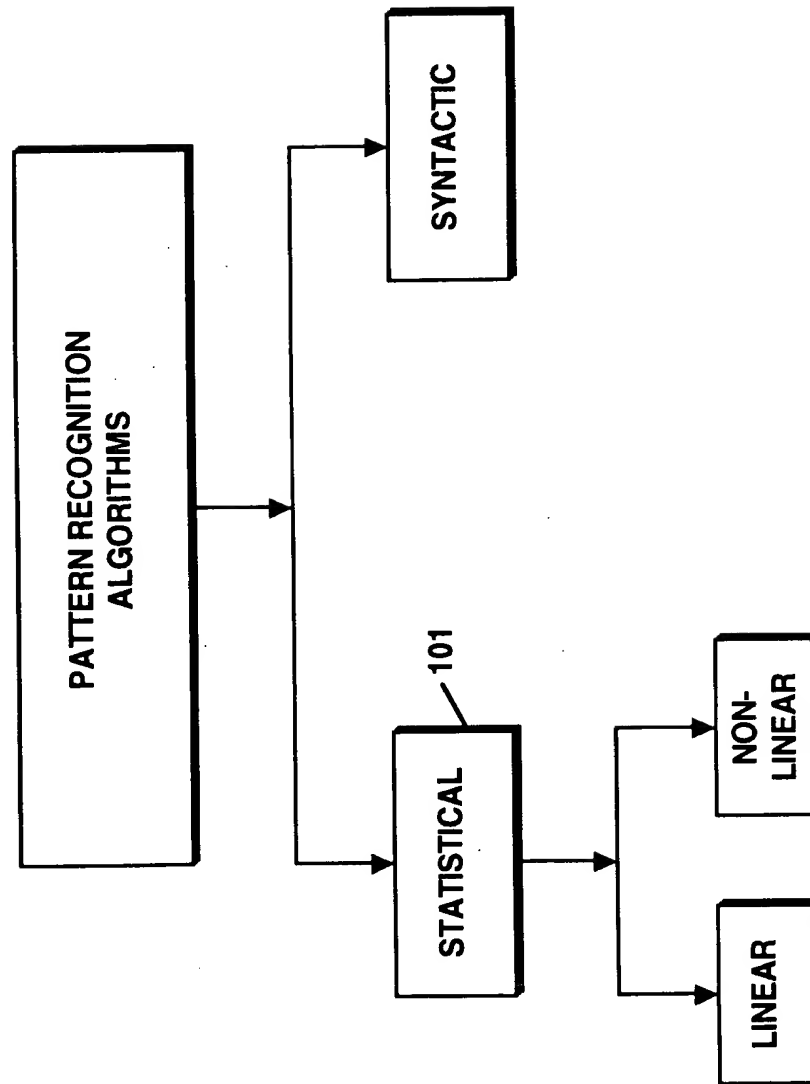 PATTERN RECOGNITION
ALGORITHMS
STATISTICAL
101
SYNTACTIC
LINEAR
NON-
LINEAR